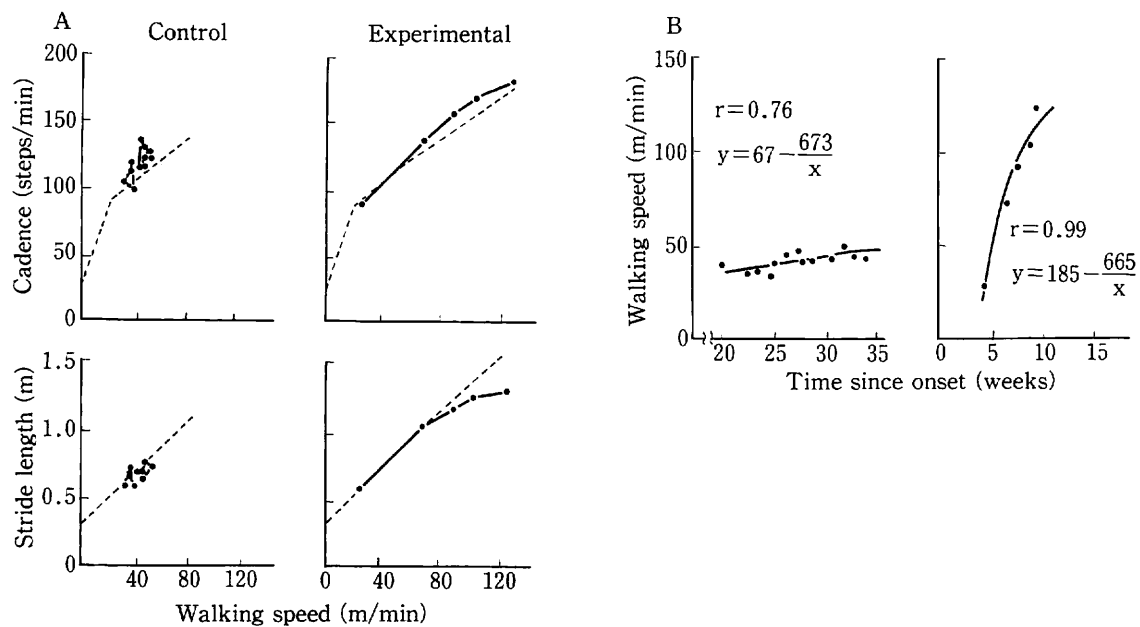 A
Control
Experimental
Cadence (steps/min)
200
150
100
50
0
Stride length (m)
1.5
1.0
0.5
0
40 80 120
0 40 80 120
Walking speed (m/min)
B
Walking speed (m/min)
150
100
50
0
r=0.76
y=67−673/x
r=0.99
y=185−665/x
20 25 30 35
0 5 10 15
Time since onset (weeks)